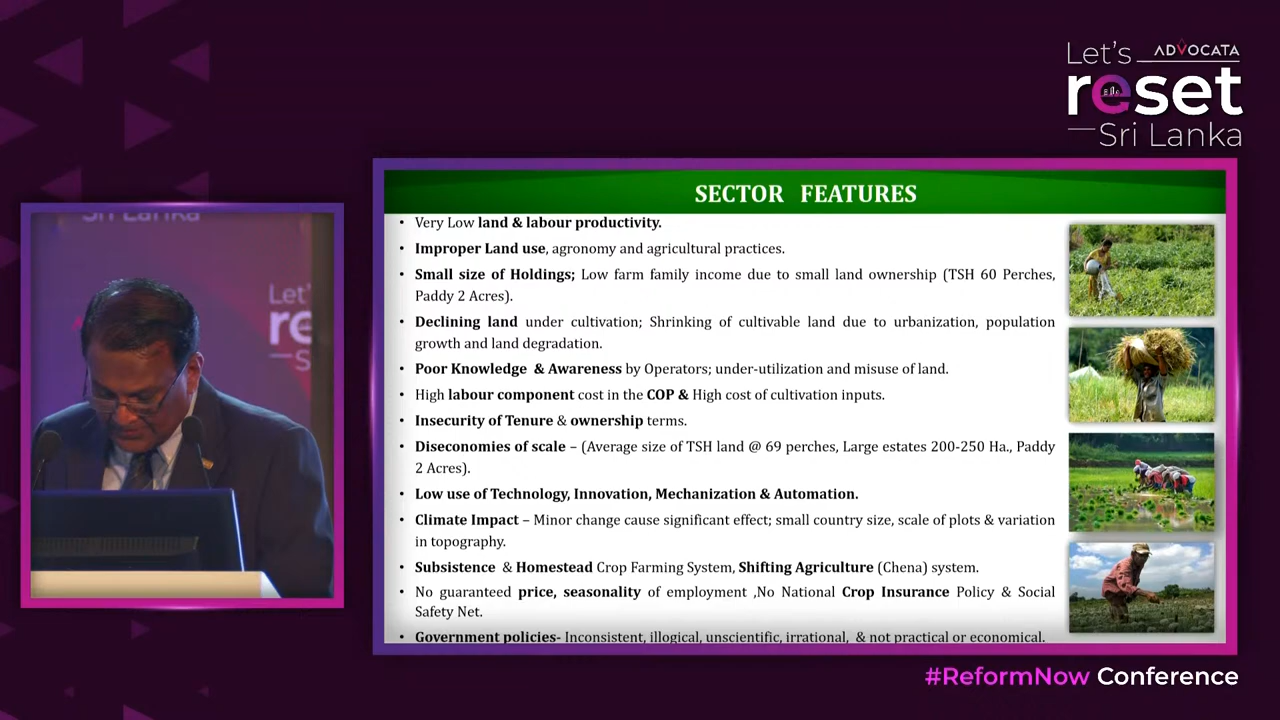 Let's ADVOCATA
reset
Sri Lanka
Sri Lanka
Let'
re
S
SECTOR FEATURES
• Very Low land & labour productivity.
• Improper Land use, agronomy and agricultural practices.
• Small size of Holdings; Low farm family income due to small land ownership (TSH 60 Perches,
Paddy 2 Acres).
• Declining land under cultivation; Shrinking of cultivable land due to urbanization, population
growth and land degradation.
• Poor Knowledge & Awareness by Operators; under-utilization and misuse of land.
• High labour component cost in the COP & High cost of cultivation inputs.
• Insecurity of Tenure & ownership terms.
• Diseconomies of scale – (Average size of TSH land @ 69 perches, Large estates 200-250 Ha., Paddy
2 Acres).
• Low use of Technology, Innovation, Mechanization & Automation.
• Climate Impact – Minor change cause significant effect; small country size, scale of plots & variation
in topography.
• Subsistence & Homestead Crop Farming System, Shifting Agriculture (Chena) system.
• No guaranteed price, seasonality of employment ,No National Crop Insurance Policy & Social
Safety Net.
• Government policies- Inconsistent, illogical, unscientific, irrational, & not practical or economical.
#ReformNow Conference